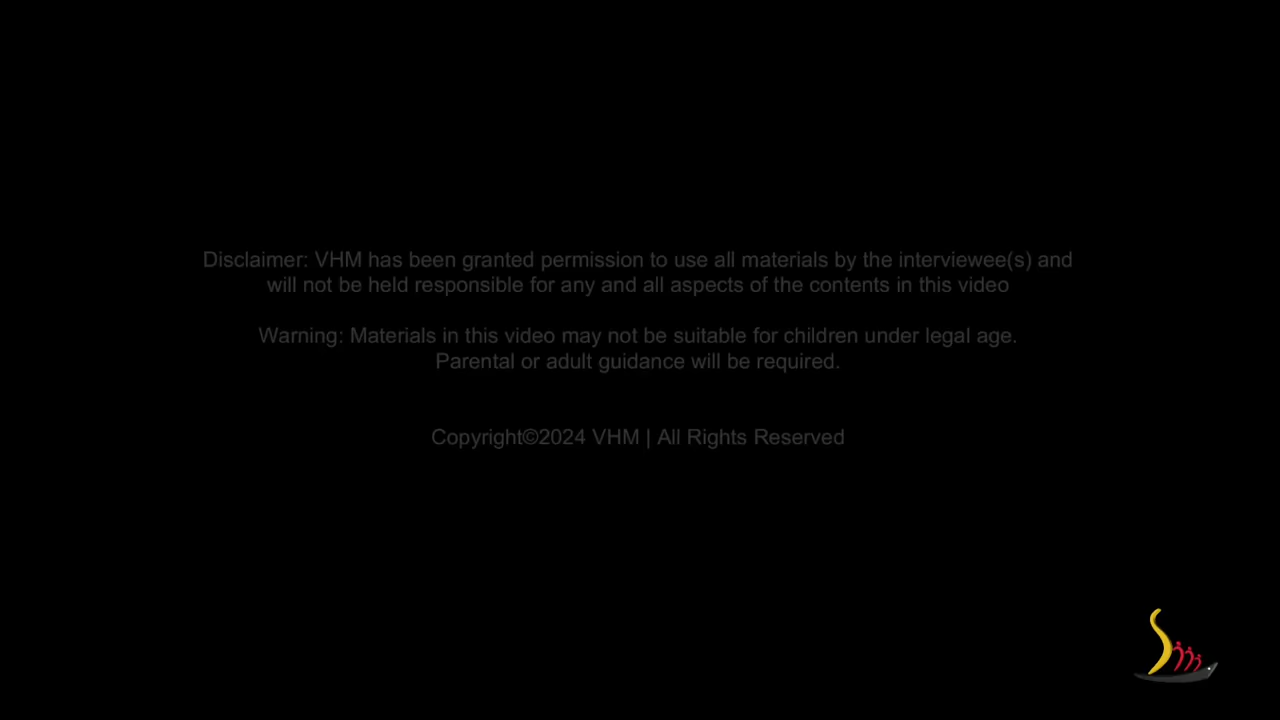 Disclaimer: VHM has been granted permission to use all materials by the interviewee(s) and
will not be held responsible for any and all aspects of the contents in this video
Warning: Materials in this video may not be suitable for children under legal age.
Parental or adult guidance will be required.
Copyright©2024 VHM | All Rights Reserved